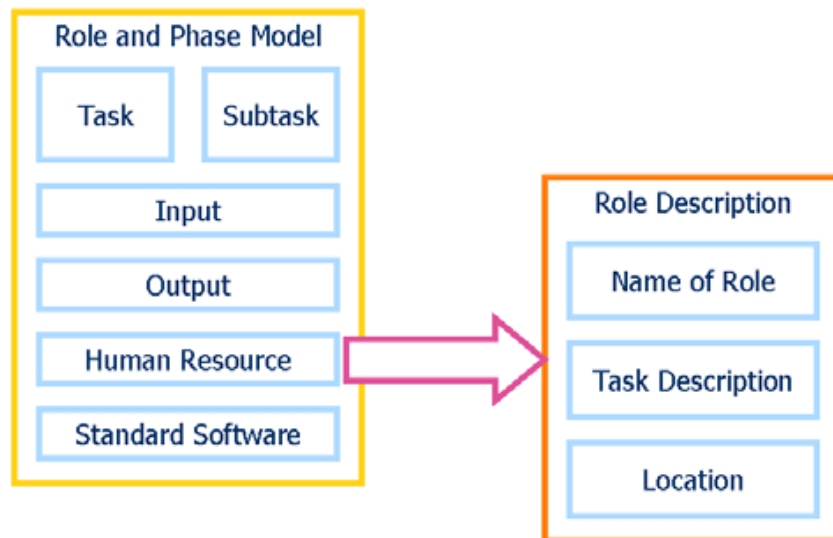 Role and Phase Model
Task
Subtask
Input
Output
Human Resource
Standard Software
Role Description
Name of Role
Task Description
Location